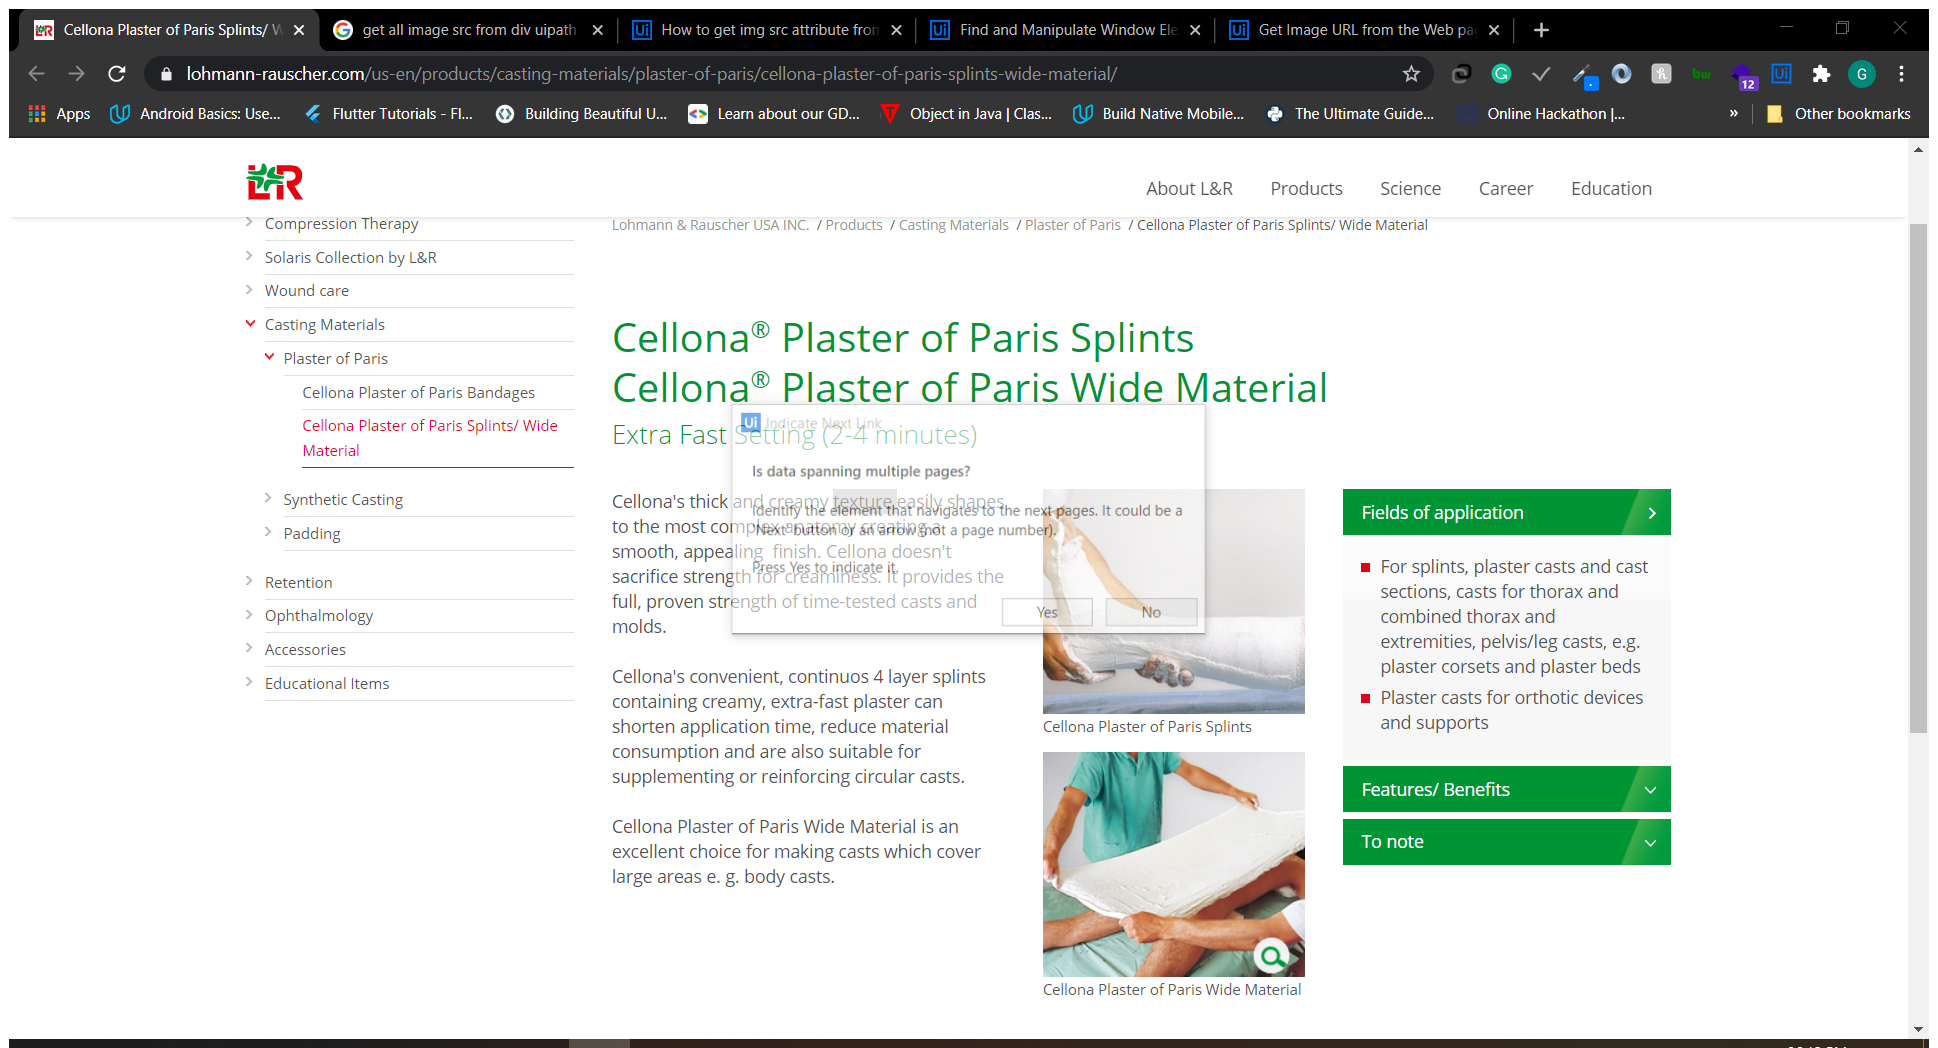 Cellona Plaster of Paris Splints/ W
get all image src from div uipath
How to get img src attribute from
Find and Manipulate Window Ele
Get Image URL from the Web pag
lohmann-rauscher.com/us-en/products/casting-materials/plaster-of-paris/cellona-plaster-of-paris-splints-wide-material/
12
G
Apps
Android Basics: Use...
Flutter Tutorials - Fl...
Building Beautiful U...
Learn about our GD...
Object in Java | Clas...
Build Native Mobile...
The Ultimate Guide...
Online Hackathon |...
»
Other bookmarks
L&R
About L&R
Products
Science
Career
Education
Compression Therapy
Solaris Collection by L&R
Wound care
Casting Materials
Plaster of Paris
Cellona Plaster of Paris Bandages
Cellona Plaster of Paris Splints/ Wide
Material
Synthetic Casting
Padding
Retention
Ophthalmology
Accessories
Educational Items
Lohmann & Rauscher USA INC. / Products / Casting Materials / Plaster of Paris / Cellona Plaster of Paris Splints/ Wide Material
Cellona® Plaster of Paris Splints
Cellona® Plaster of Paris Wide Material
Extra Fast Setting (2-4 minutes)
Cellona's thick and creamy texture easily shapes
to the most complex anatomy creating a
smooth, appealing finish. Cellona doesn't
sacrifice strength for creaminess. It provides the
full, proven strength of time-tested casts and
molds.
Cellona's convenient, continuos 4 layer splints
containing creamy, extra-fast plaster can
shorten application time, reduce material
consumption and are also suitable for
supplementing or reinforcing circular casts.
Cellona Plaster of Paris Wide Material is an
excellent choice for making casts which cover
large areas e. g. body casts.
Ui Indicate Next Link
Is data spanning multiple pages?
Identify the element that navigates to the next pages. It could be a
'Next' button or an arrow (not a page number).
Press Yes to indicate it.
Yes
No
Cellona Plaster of Paris Splints
Cellona Plaster of Paris Wide Material
Fields of application
For splints, plaster casts and cast
sections, casts for thorax and
combined thorax and
extremities, pelvis/leg casts, e.g.
plaster corsets and plaster beds
Plaster casts for orthotic devices
and supports
Features/ Benefits
To note